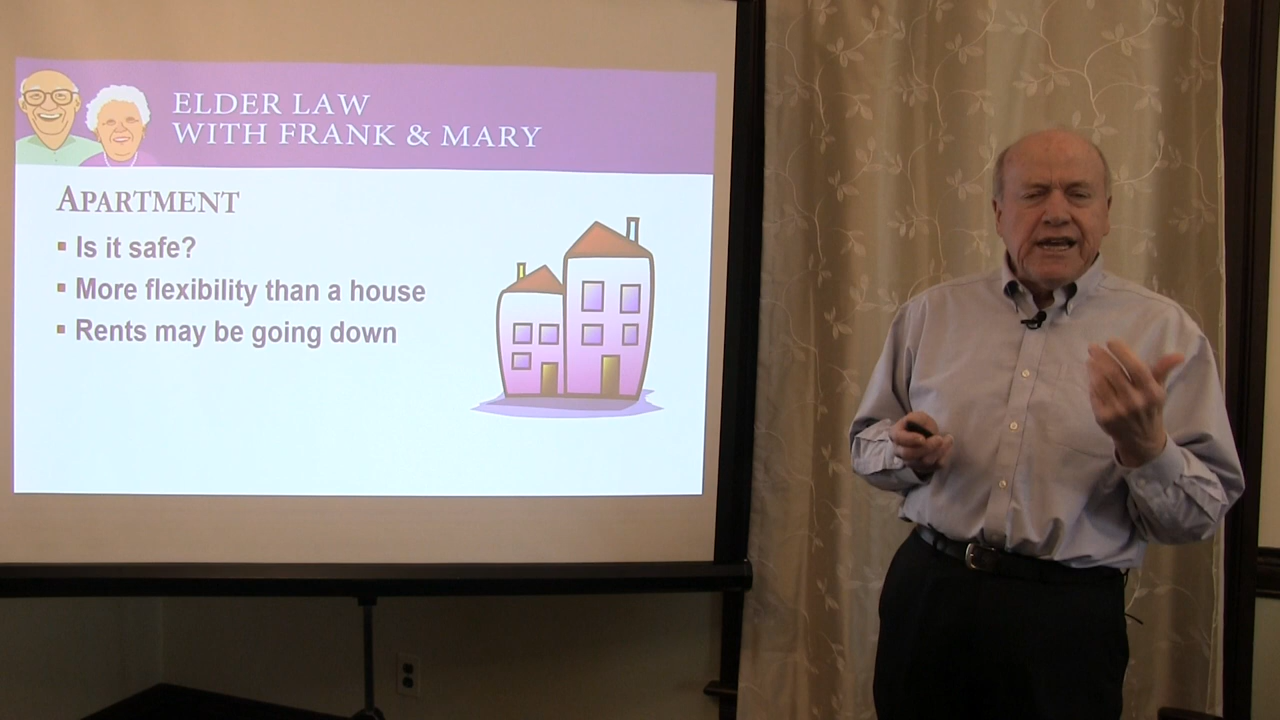 ELDER LAW
WITH FRANK & MARY
APARTMENT
▪ Is it safe?
▪ More flexibility than a house
▪ Rents may be going down